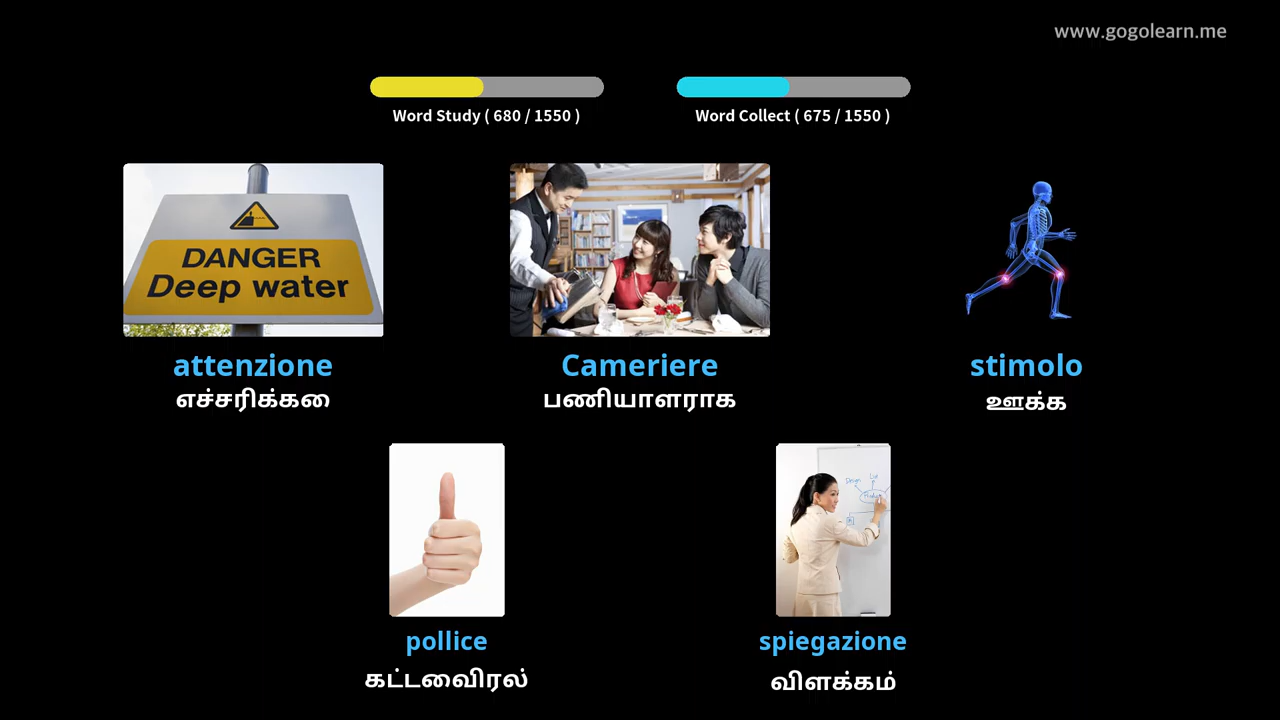 www.gogolearn.me
Word Study ( 680 / 1550 )
Word Collect ( 675 / 1550 )
DANGER
Deep water
attenzione
எச்சரிக்கை
Cameriere
பணியாளராக
stimolo
ஊக்க
Design
pollice
கட்டைவிரல்
spiegazione
விளக்கம்